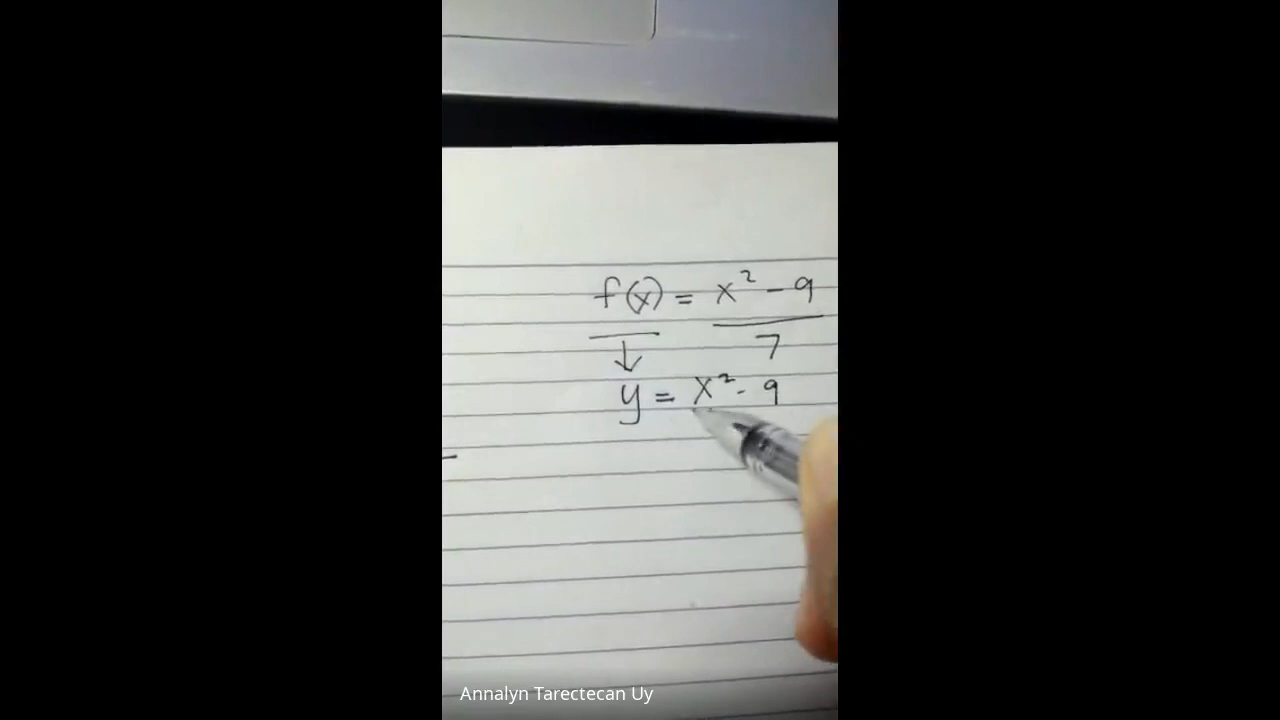 f(x) = x² - 9
7
y = x² - 9
Annalyn Tarectecan Uy